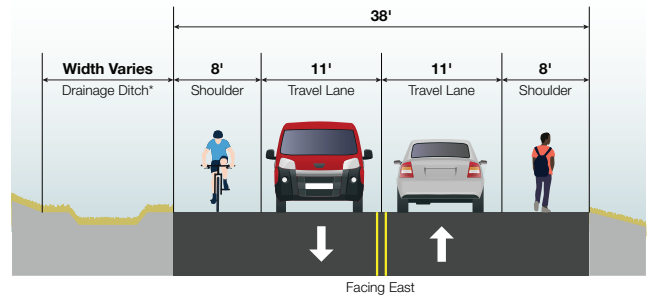 38'
Width Varies 8' 11' 11' 8'
Drainage Ditch* Shoulder Travel Lane Travel Lane Shoulder
Facing East